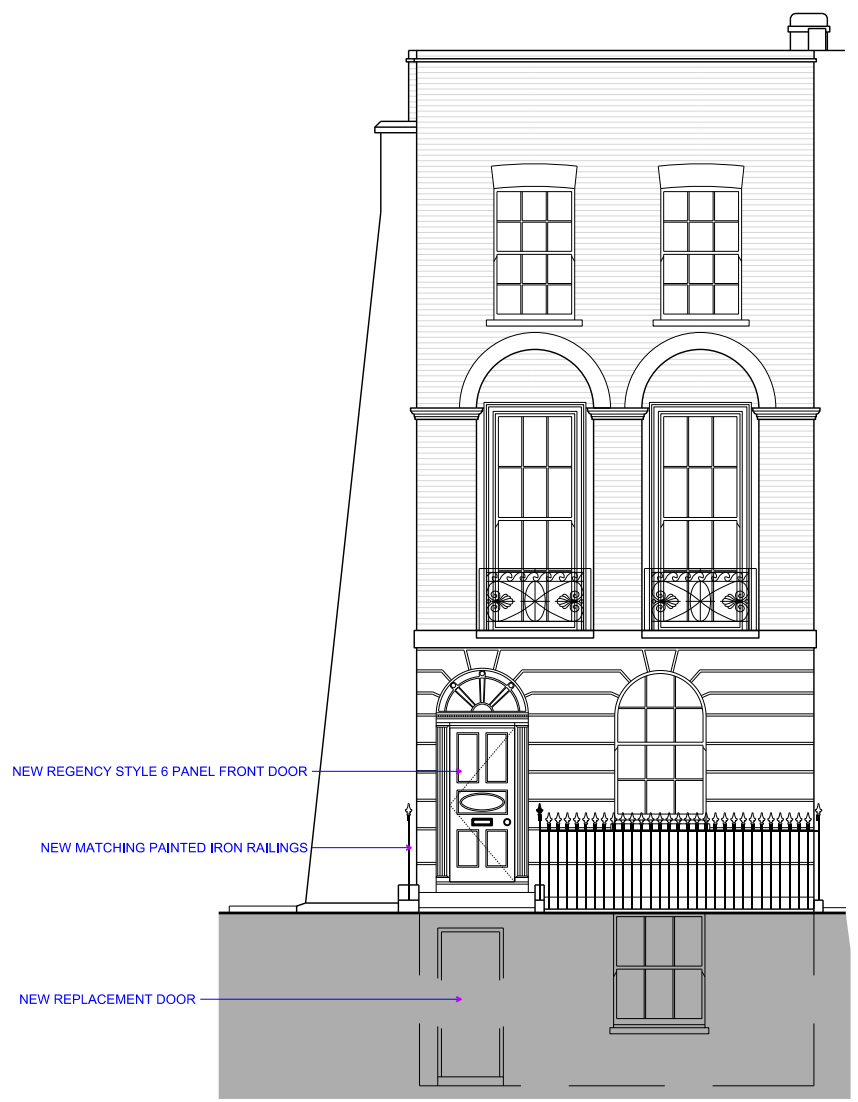 NEW REGENCY STYLE 6 PANEL FRONT DOOR
NEW MATCHING PAINTED IRON RAILINGS
NEW REPLACEMENT DOOR